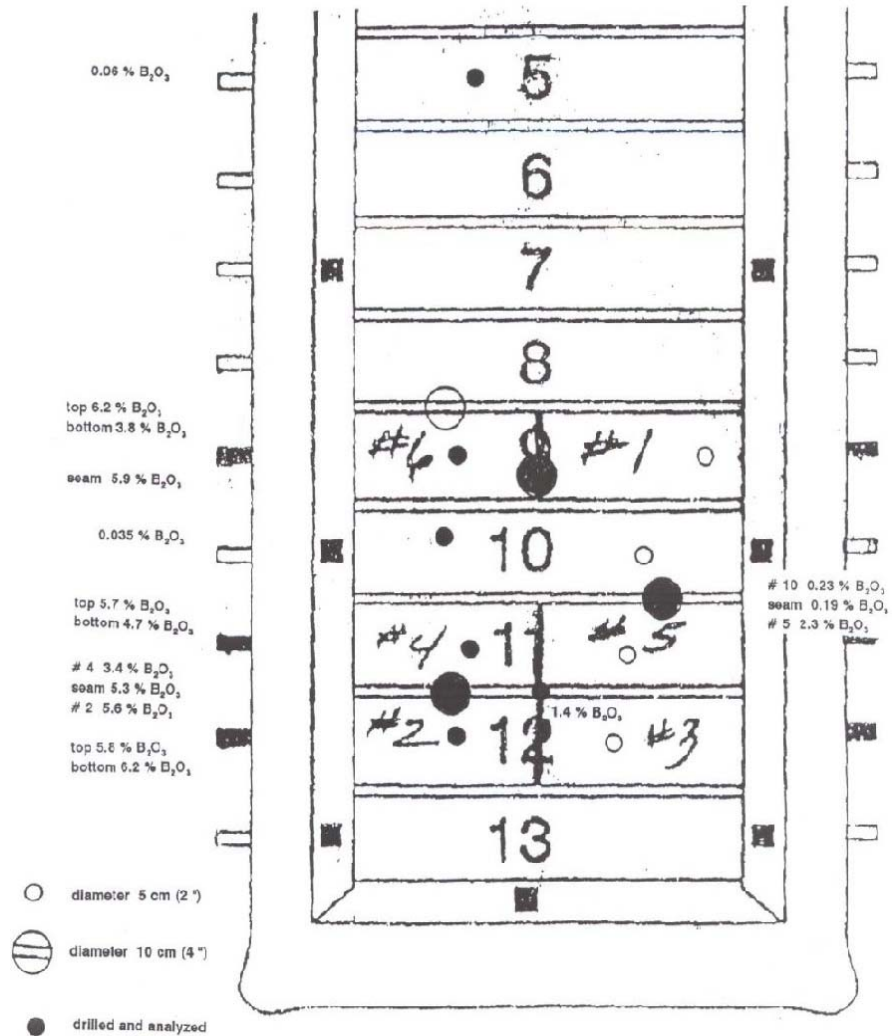 0.06 % B₂O₃
5
6
7
8
top 6.2 % B₂O₃
bottom 3.8 % B₂O₃
#6
9
#1
seam 5.9 % B₂O₃
0.035 % B₂O₃
10
# 10 0.23 % B₂O₃
seam 0.19 % B₂O₃
# 5 2.3 % B₂O₃
top 5.7 % B₂O₃
bottom 4.7 % B₂O₃
#4
11
#5
# 4 3.4 % B₂O₃
seam 5.3 % B₂O₃
# 2 5.6 % B₂O₃
1.4 % B₂O₃
#2
12
#3
top 5.8 % B₂O₃
bottom 6.2 % B₂O₃
13
diameter 5 cm (2 ")
diameter 10 cm (4 ")
drilled and analyzed